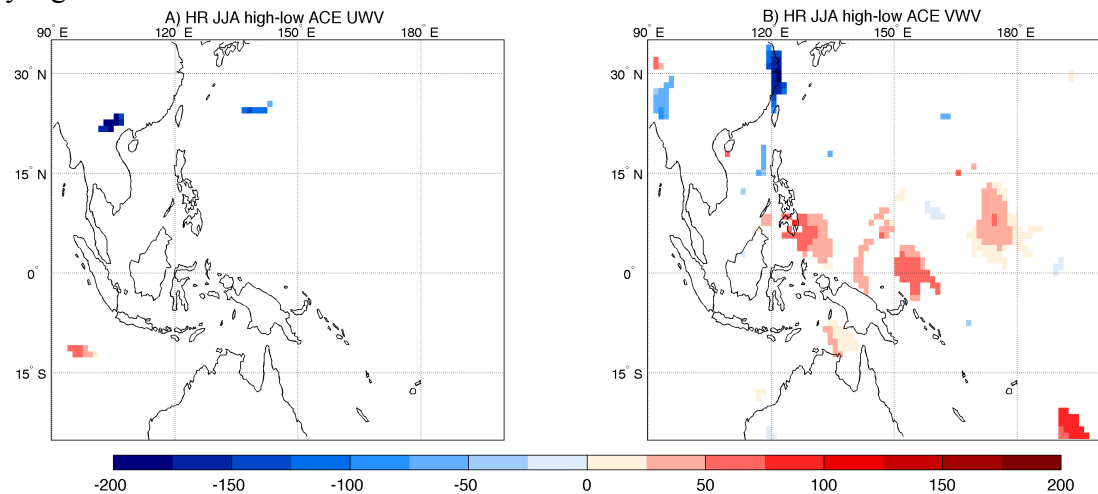 A) HR JJA high-low ACE UWV
B) HR JJA high-low ACE VWV
90° E 120° E 150° E 180° E
90° E 120° E 150° E 180° E
30° N
30° N
15° N
15° N
0°
0°
15° S
15° S
-200 -150 -100 -50 0 50 100 150 200